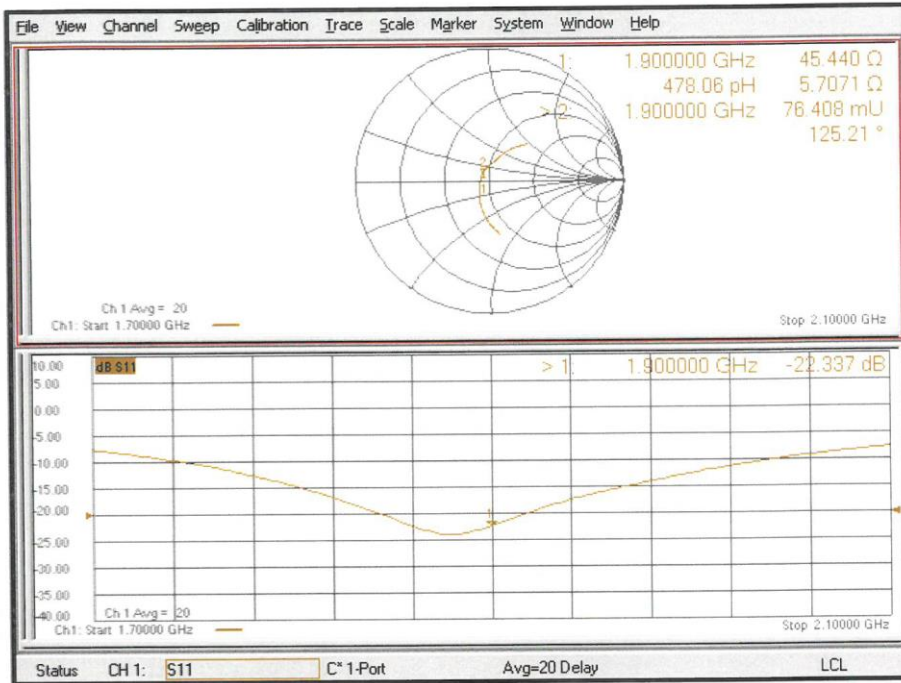 File View Channel Sweep Calibration Trace Scale Marker System Window Help
1: 1.900000 GHz 45.440 Ω
478.06 pH 5.7071 Ω
> 2: 1.900000 GHz 76.408 mU
125.21 °
2
1
Ch 1 Avg = 20
Ch1: Start 1.70000 GHz
Stop 2.10000 GHz
10.00 dB S11 > 1: 1.900000 GHz -22.337 dB
5.00
0.00
-5.00
-10.00
-15.00
-20.00
1
-25.00
-30.00
-35.00
-40.00 Ch 1 Avg = 20
Ch1: Start 1.70000 GHz
Stop 2.10000 GHz
Status CH 1: S11 C* 1-Port Avg=20 Delay LCL